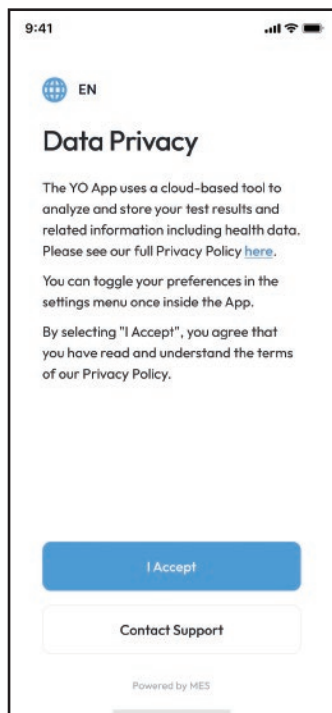 9:41
EN
Data Privacy
The YO App uses a cloud-based tool to
analyze and store your test results and
related information including health data.
Please see our full Privacy Policy here.
You can toggle your preferences in the
settings menu once inside the App.
By selecting "I Accept", you agree that
you have read and understand the terms
of our Privacy Policy.
I Accept
Contact Support
Powered by MES